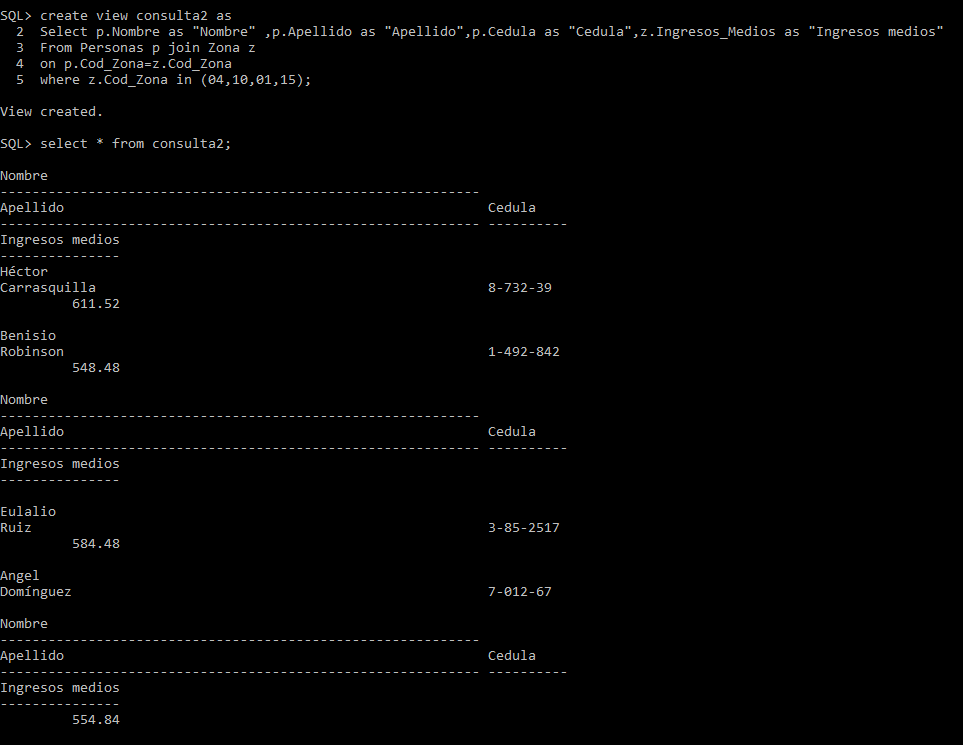 SQL> create view consulta2 as
2 Select p.Nombre as "Nombre" ,p.Apellido as "Apellido",p.Cedula as "Cedula",z.Ingresos_Medios as "Ingresos medios"
3 From Personas p join Zona z
4 on p.Cod_Zona=z.Cod_Zona
5 where z.Cod_Zona in (04,10,01,15);
View created.
SQL> select * from consulta2;
Nombre
------------------------------------------------------------
Apellido Cedula
------------------------------------------------------------ ----------
Ingresos medios
---------------
Héctor
Carrasquilla 8-732-39
611.52
Benisio
Robinson 1-492-842
548.48
Nombre
------------------------------------------------------------
Apellido Cedula
------------------------------------------------------------ ----------
Ingresos medios
---------------
Eulalio
Ruiz 3-85-2517
584.48
Angel
Domínguez 7-012-67
Nombre
------------------------------------------------------------
Apellido Cedula
------------------------------------------------------------ ----------
Ingresos medios
---------------
554.84